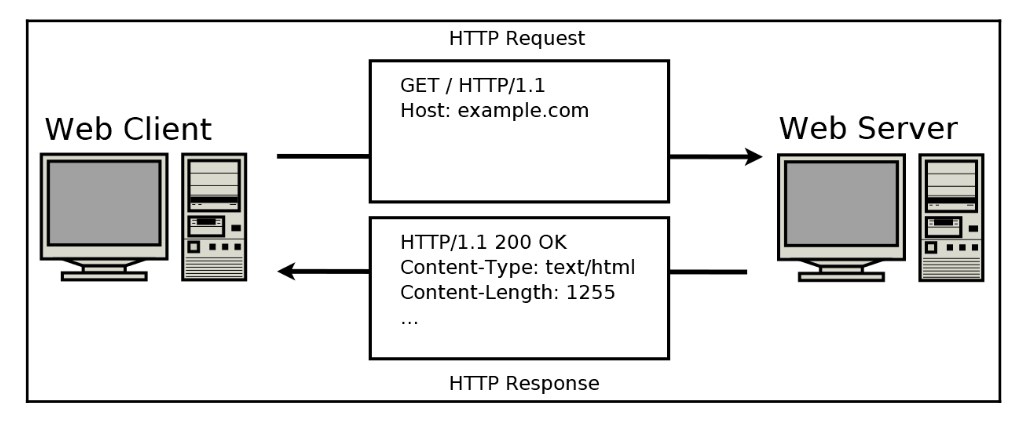 HTTP Request
GET / HTTP/1.1
Host: example.com
Web Client
Web Server
HTTP/1.1 200 OK
Content-Type: text/html
Content-Length: 1255
...
HTTP Response